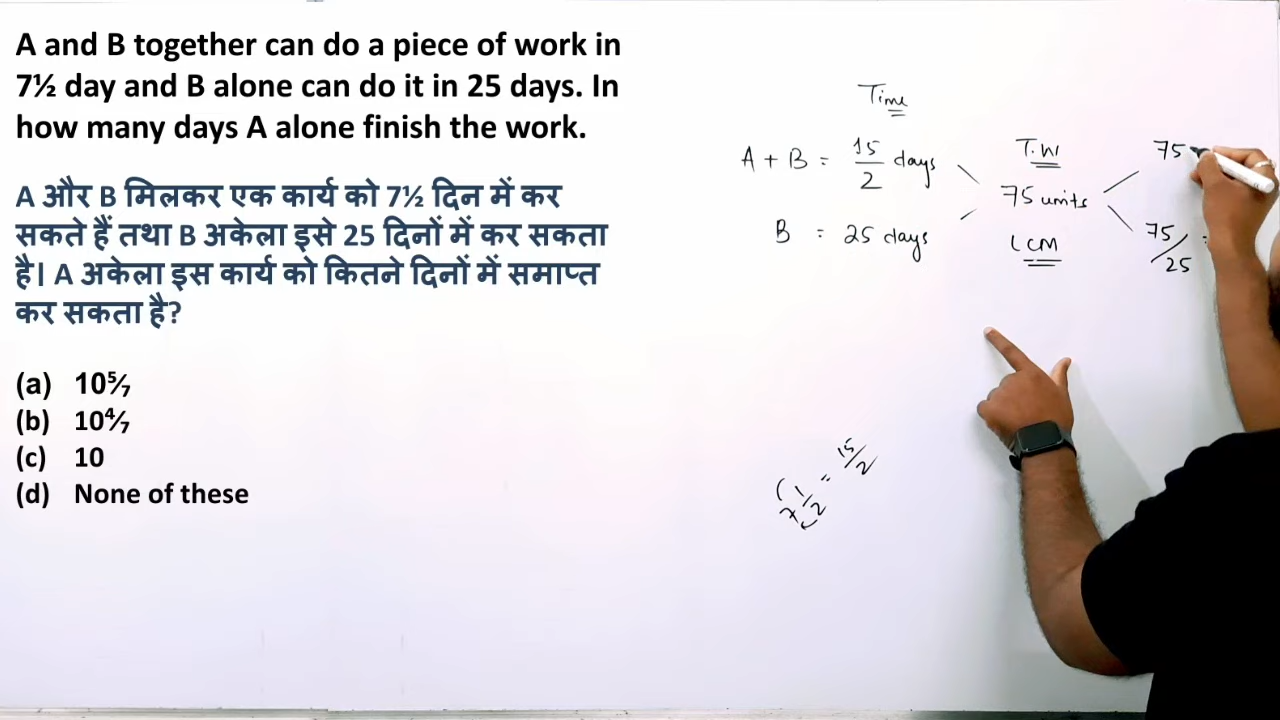 A and B together can do a piece of work in
7½ day and B alone can do it in 25 days. In
how many days A alone finish the work.
A और B मिलकर एक कार्य को 7½ दिन में कर
सकते हैं तथा B अकेला इसे 25 दिनों में कर सकता
है। A अकेला इस कार्य को कितने दिनों में समाप्त
कर सकता है?
(a) 10⁵⁄₇
(b) 10⁴⁄₇
(c) 10
(d) None of these
Time
A + B = 15/2 days
B = 25 days
T.W
75 units
LCM
75
75/25 =
7 1/2 = 15/2